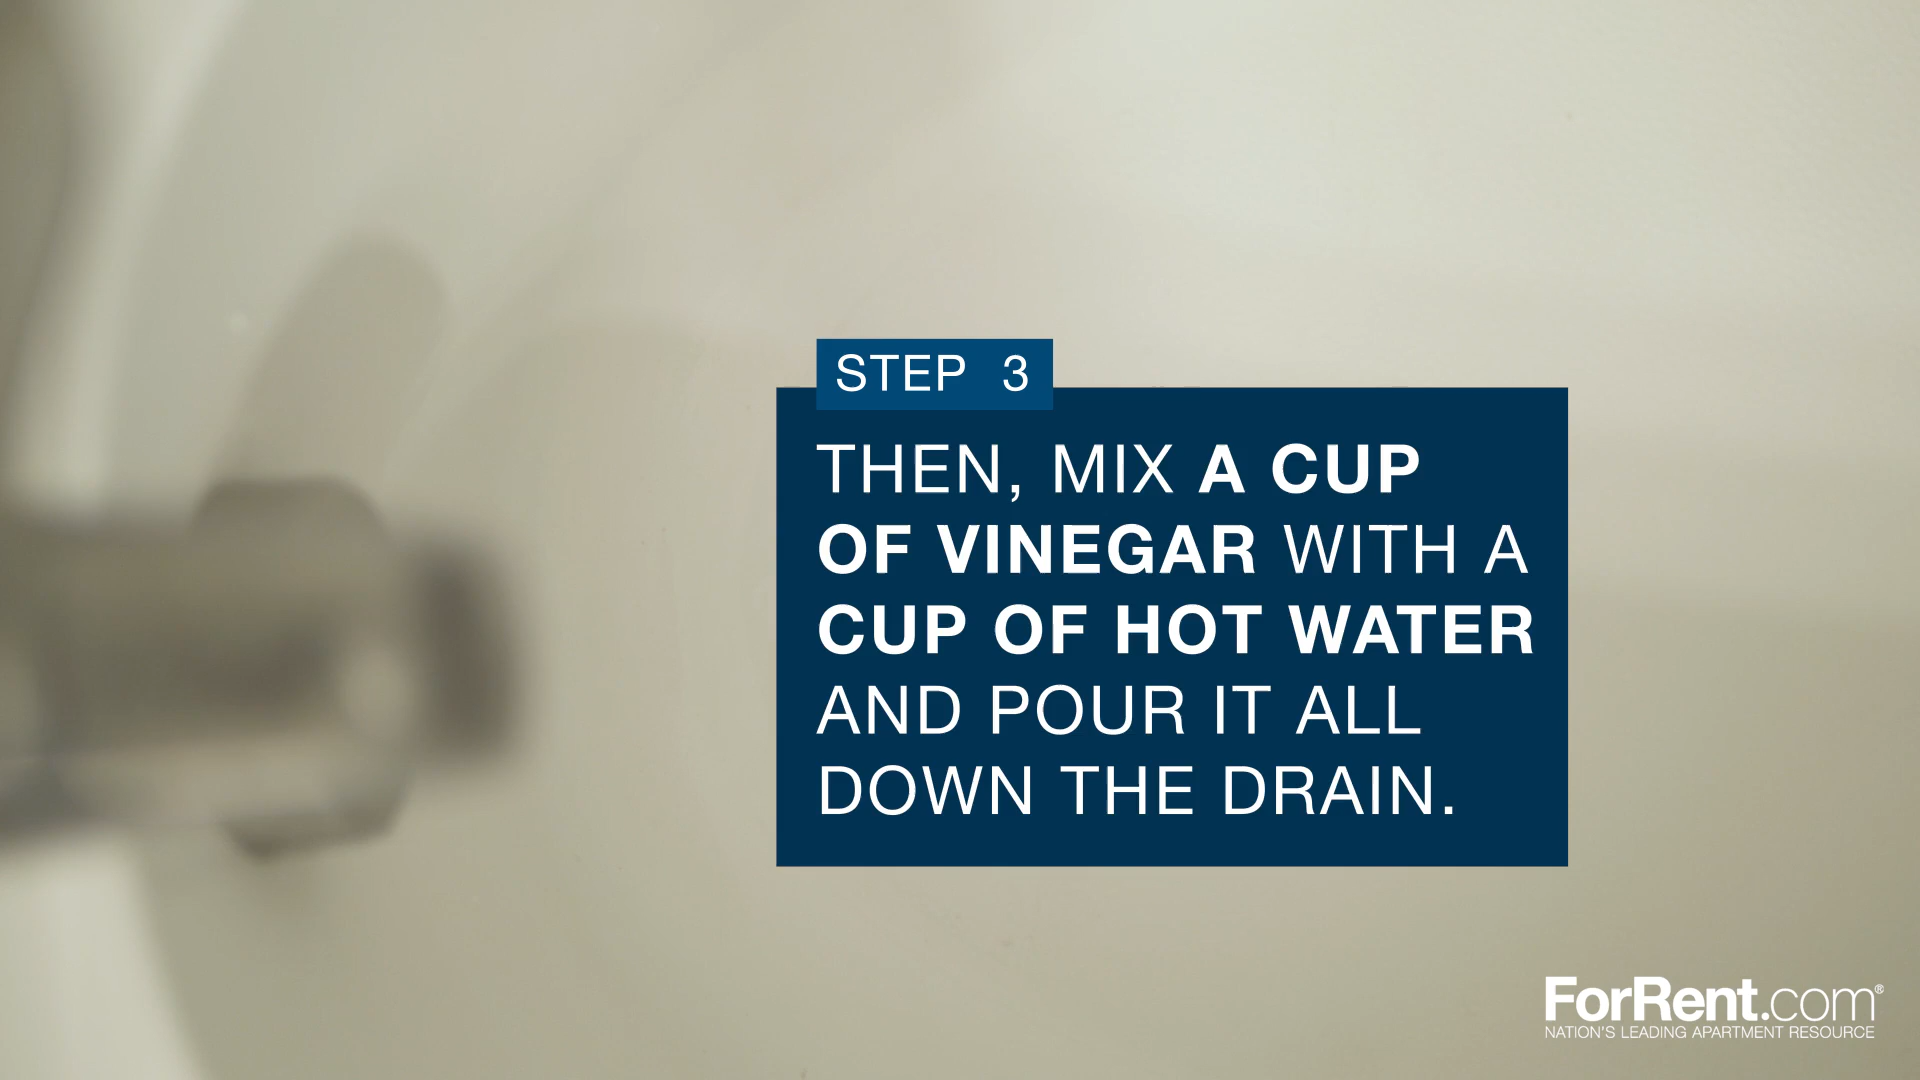 STEP 3
THEN, MIX A CUP
OF VINEGAR WITH A
CUP OF HOT WATER
AND POUR IT ALL
DOWN THE DRAIN.
ForRent.com®
NATION'S LEADING APARTMENT RESOURCE